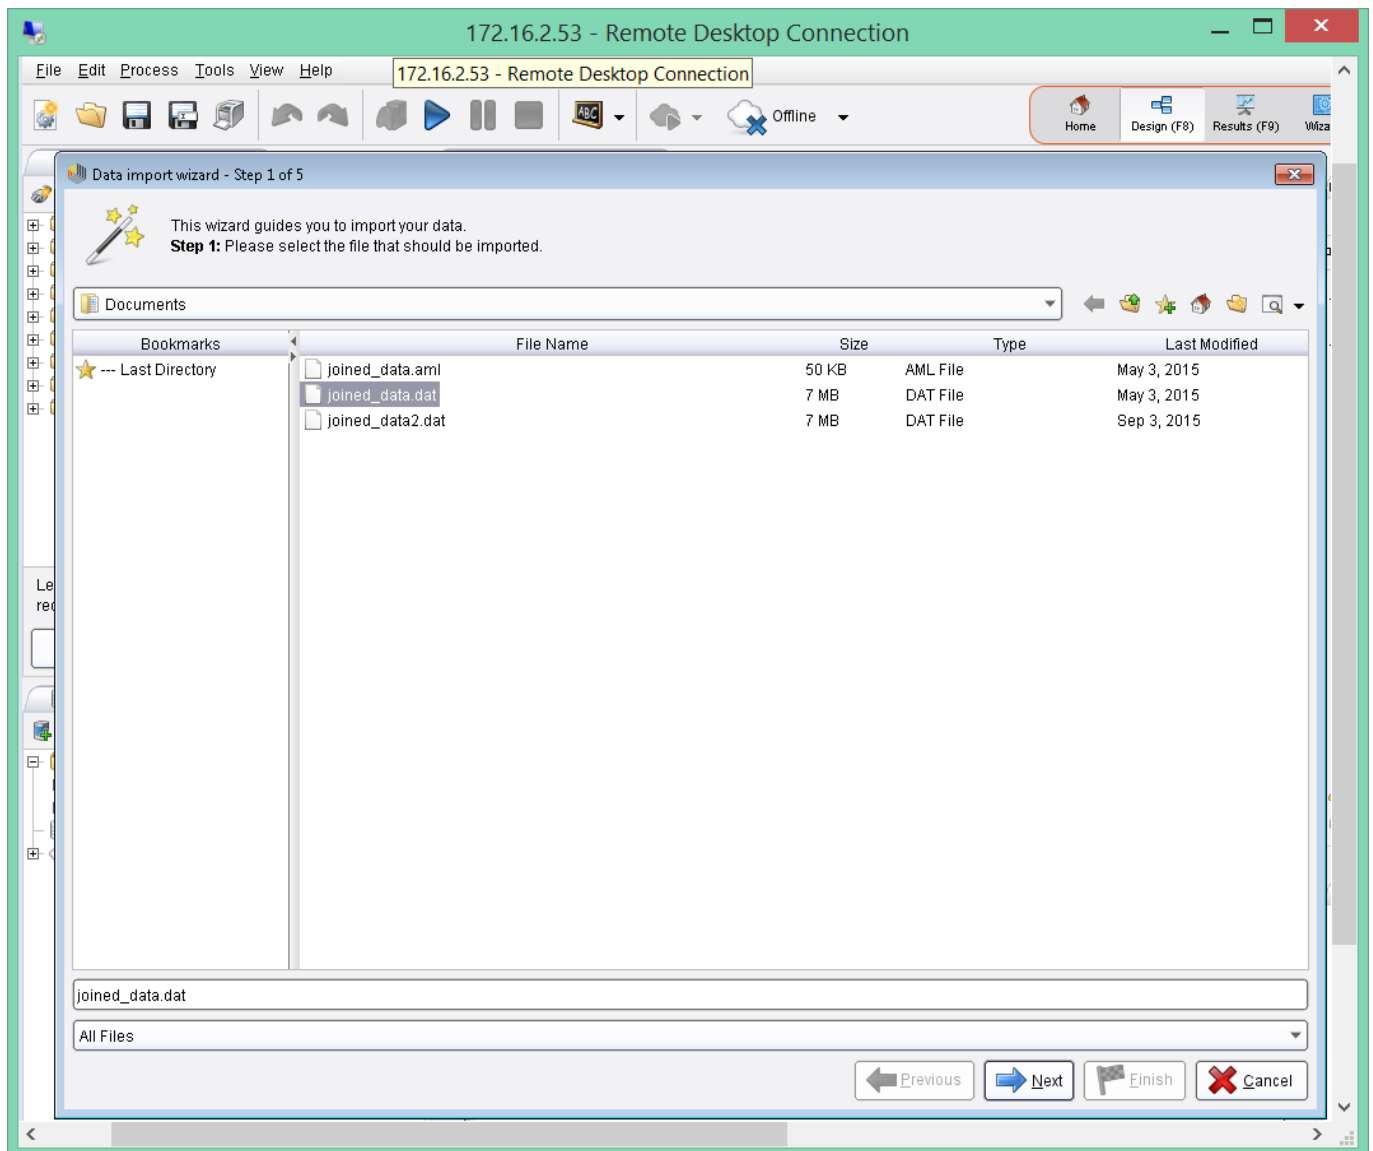 172.16.2.53 - Remote Desktop Connection
File Edit Process Tools View Help
172.16.2.53 - Remote Desktop Connection
ABC
Offline
Home
Design (F8)
Results (F9)
Wiza
Data import wizard - Step 1 of 5
This wizard guides you to import your data.
Step 1: Please select the file that should be imported.
Documents
Bookmarks File Name Size Type Last Modified
--- Last Directory joined_data.aml 50 KB AML File May 3, 2015
joined_data.dat 7 MB DAT File May 3, 2015
joined_data2.dat 7 MB DAT File Sep 3, 2015
Le
rec
joined_data.dat
All Files
Previous Next Finish Cancel